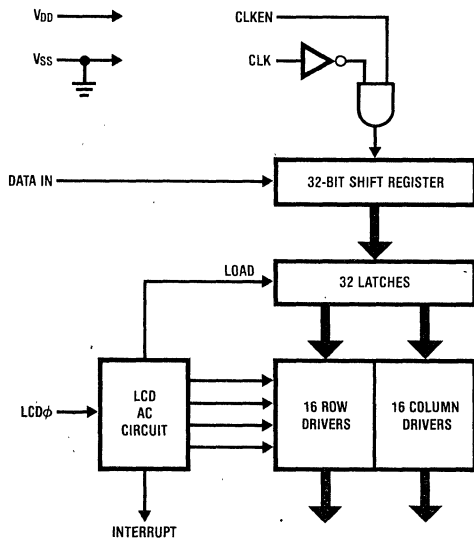 VDD
CLKEN
VSS
CLK
DATA IN
32-BIT SHIFT REGISTER
LOAD
32 LATCHES
LCDϕ
LCD
AC
CIRCUIT
16 ROW
DRIVERS
16 COLUMN
DRIVERS
INTERRUPT